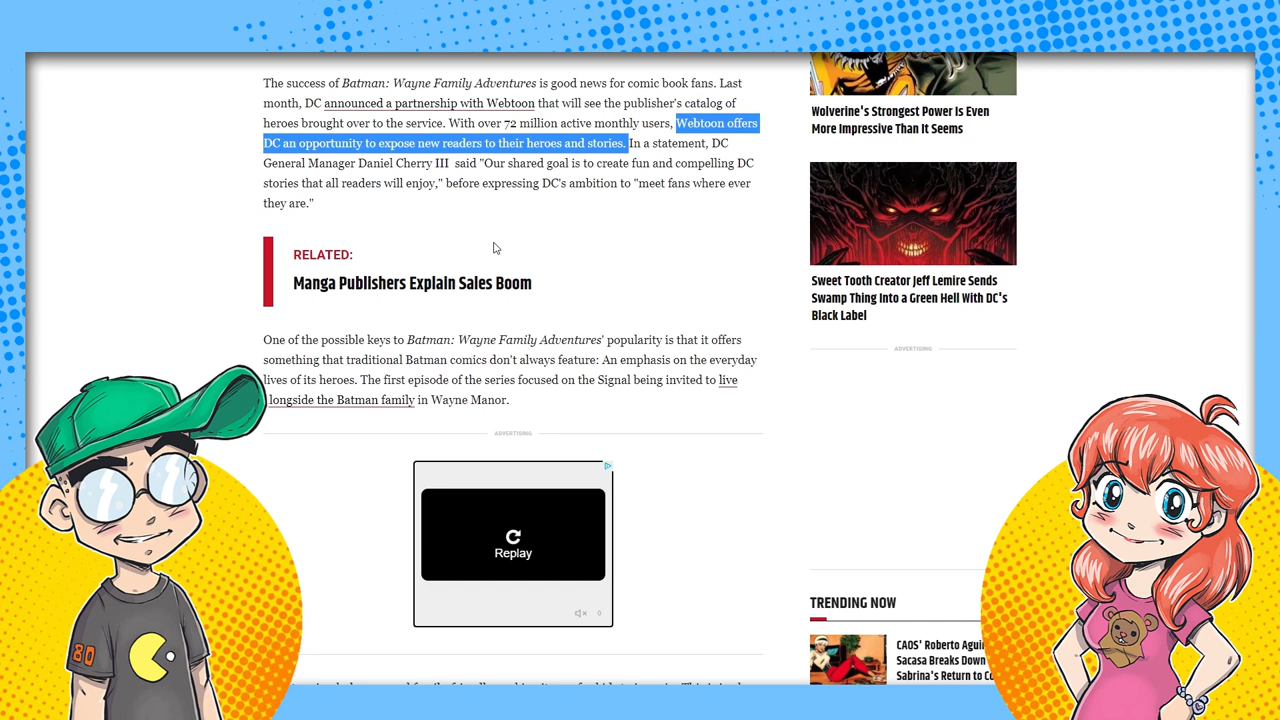 The success of Batman: Wayne Family Adventures is good news for comic book fans. Last
month, DC announced a partnership with Webtoon that will see the publisher's catalog of
heroes brought over to the service. With over 72 million active monthly users, Webtoon offers
DC an opportunity to expose new readers to their heroes and stories. In a statement, DC
General Manager Daniel Cherry III said "Our shared goal is to create fun and compelling DC
stories that all readers will enjoy," before expressing DC's ambition to "meet fans where ever
they are."
RELATED:
Manga Publishers Explain Sales Boom
One of the possible keys to Batman: Wayne Family Adventures' popularity is that it offers
something that traditional Batman comics don't always feature: An emphasis on the everyday
lives of its heroes. The first episode of the series focused on the Signal being invited to live
longside the Batman family in Wayne Manor.
ADVERTISING
Replay
0
Wolverine's Strongest Power Is Even
More Impressive Than It Seems
Sweet Tooth Creator Jeff Lemire Sends
Swamp Thing Into a Green Hell With DC's
Black Label
ADVERTISING
TRENDING NOW
CAOS' Roberto
Sacasa Breaks Down
Sabrina's Return to
80